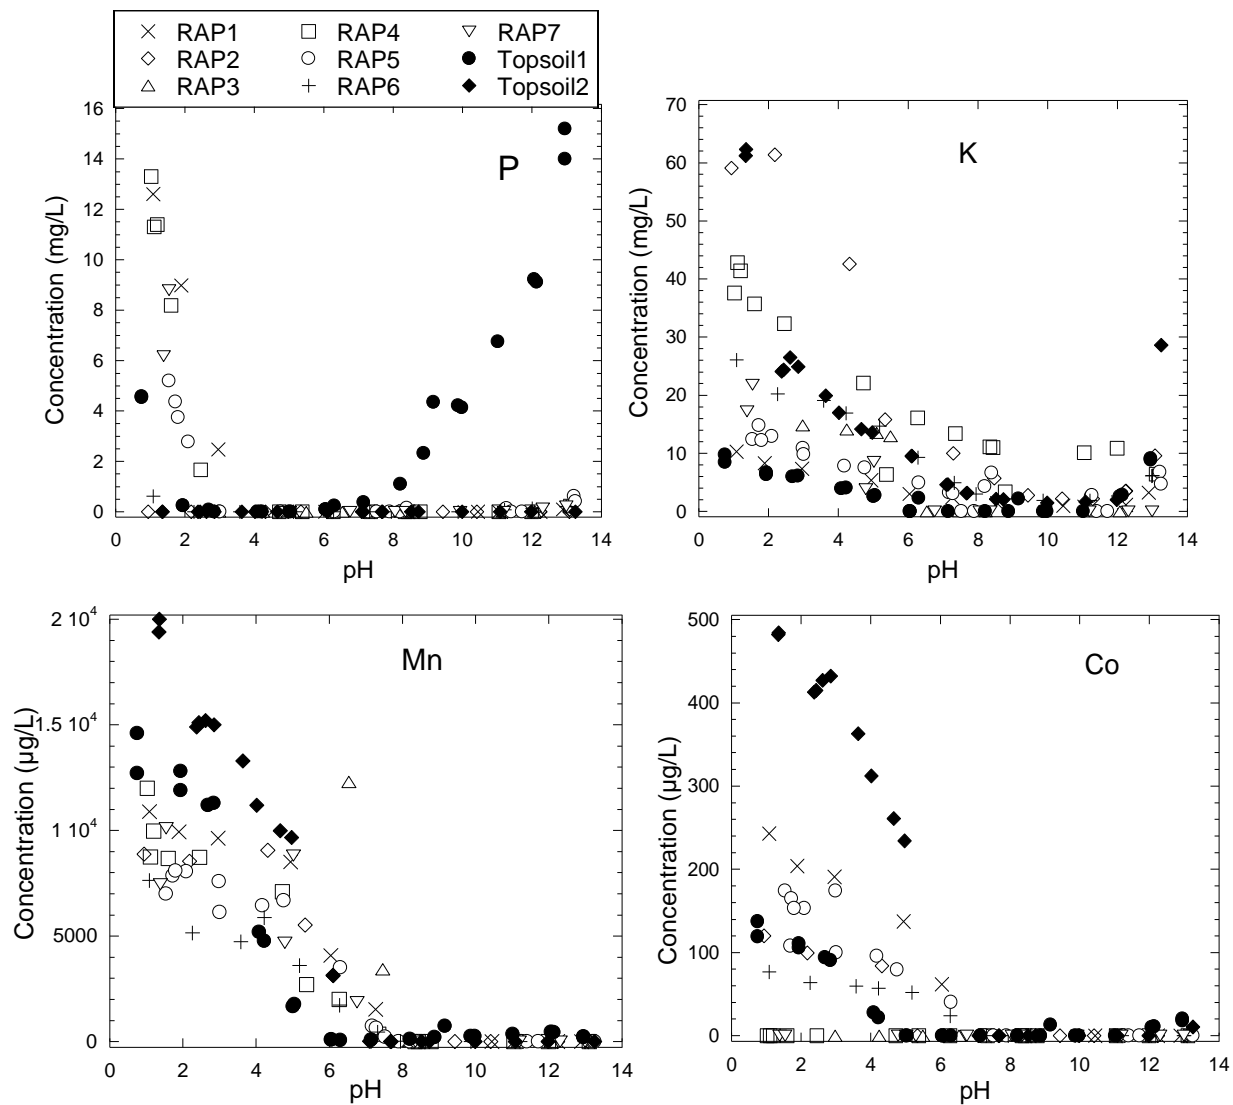 RAP1 RAP4 RAP7
RAP2 RAP5 Topsoil1
RAP3 RAP6 Topsoil2
16
14
12
10
8
6
4
2
0
Concentration (mg/L)
P
0 2 4 6 8 10 12 14
pH
70
60
50
40
30
20
10
0
Concentration (mg/L)
K
0 2 4 6 8 10 12 14
pH
2 10⁴
1.5 10⁴
1 10⁴
5000
0
Concentration (µg/L)
Mn
0 2 4 6 8 10 12 14
pH
500
400
300
200
100
0
Concentration (µg/L)
Co
0 2 4 6 8 10 12 14
pH